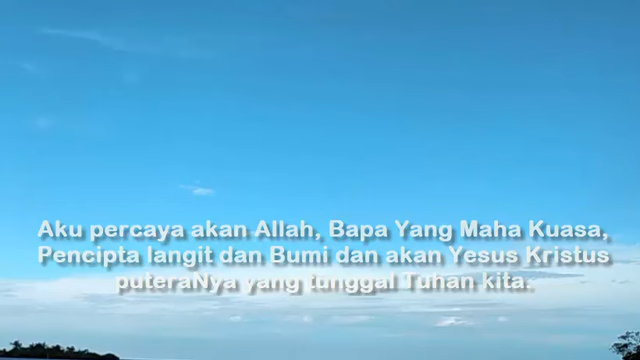 Aku percaya akan Allah, Bapa Yang Maha Kuasa,
Pencipta langit dan Bumi dan akan Yesus Kristus
puteraNya yang tunggal Tuhan kita.